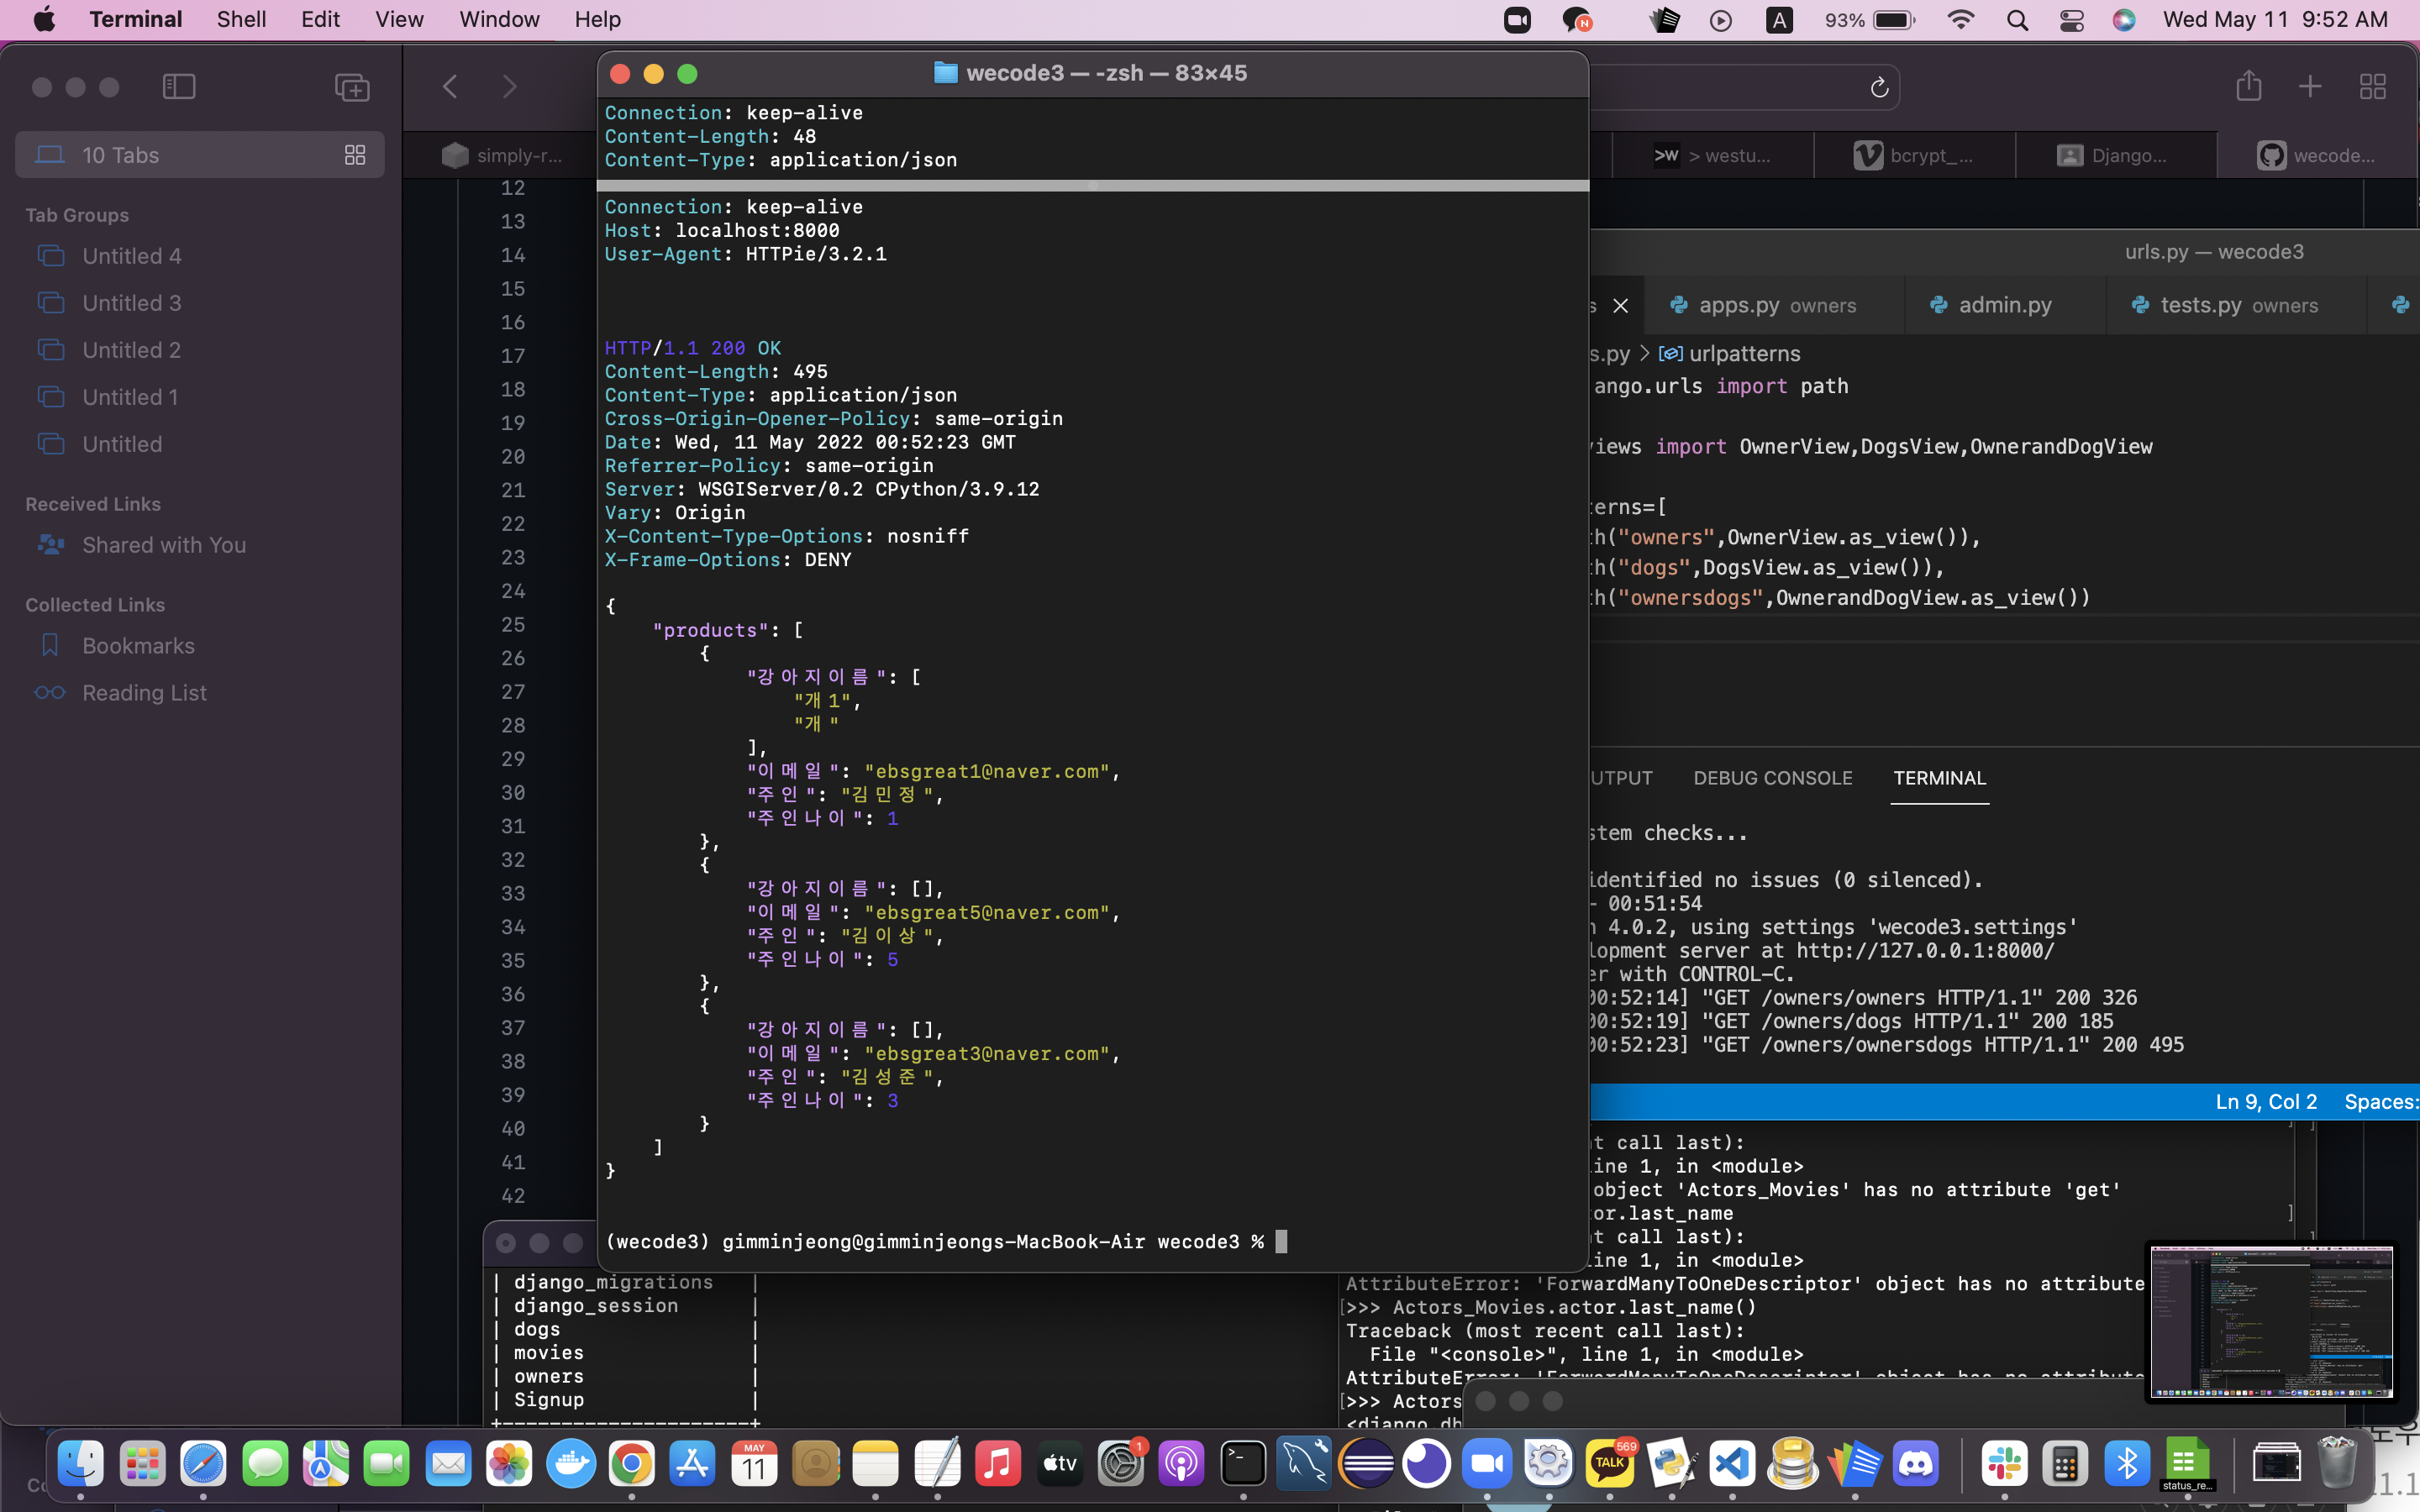 Terminal Shell Edit View Window Help
93% Wed May 11 9:52 AM
10 Tabs
Tab Groups
Untitled 4
Untitled 3
Untitled 2
Untitled 1
Untitled
Received Links
Shared with You
Collected Links
Bookmarks
Reading List
simply-r...
> westu...
bcrypt_...
Django...
wecode...
12
13
14
15
16
17
18
19
20
21
22
23
24
25
26
27
28
29
30
31
32
33
34
35
36
37
38
39
40
41
42
wecode3 — -zsh — 83×45
Connection: keep-alive
Content-Length: 48
Content-Type: application/json
Connection: keep-alive
Host: localhost:8000
User-Agent: HTTPie/3.2.1
HTTP/1.1 200 OK
Content-Length: 495
Content-Type: application/json
Cross-Origin-Opener-Policy: same-origin
Date: Wed, 11 May 2022 00:52:23 GMT
Referrer-Policy: same-origin
Server: WSGIServer/0.2 CPython/3.9.12
Vary: Origin
X-Content-Type-Options: nosniff
X-Frame-Options: DENY
{
"products": [
{
"강아지이름": [
"개1",
"개"
],
"이메일": "ebsgreat1@naver.com",
"주인": "김민정",
"주인나이": 1
},
{
"강아지이름": [],
"이메일": "ebsgreat5@naver.com",
"주인": "김이상",
"주인나이": 5
},
{
"강아지이름": [],
"이메일": "ebsgreat3@naver.com",
"주인": "김성준",
"주인나이": 3
}
]
}
(wecode3) gimminjeong@gimminjeongs-MacBook-Air wecode3 %
urls.py — wecode3
apps.py owners admin.py tests.py owners
s.py > urlpatterns
ango.urls import path
views import OwnerView,DogsView,OwnerandDogView
erns=[
h("owners",OwnerView.as_view()),
h("dogs",DogsView.as_view()),
h("ownersdogs",OwnerandDogView.as_view())
UTPUT DEBUG CONSOLE TERMINAL
stem checks...
identified no issues (0 silenced).
- 00:51:54
4.0.2, using settings 'wecode3.settings'
lopment server at http://127.0.0.1:8000/
er with CONTROL-C.
00:52:14] "GET /owners/owners HTTP/1.1" 200 326
00:52:19] "GET /owners/dogs HTTP/1.1" 200 185
00:52:23] "GET /owners/ownersdogs HTTP/1.1" 200 495
Ln 9, Col 2 Spaces:
t call last):
line 1, in <module>
object 'Actors_Movies' has no attribute 'get'
or.last_name
t call last):
line 1, in <module>
AttributeError: 'ForwardManyToOneDescriptor' object has no attribute
[>>> Actors_Movies.actor.last_name()
Traceback (most recent call last):
File "<console>", line 1, in <module>
AttributeError: 'ForwardManyToOneDescriptor' object has no attribute
[>>> Actors
<django.db
| django_migrations |
| django_session |
| dogs |
| movies |
| owners |
| Signup |
+--------------------+
MAY
11
tv
1
569
TALK
status_re...